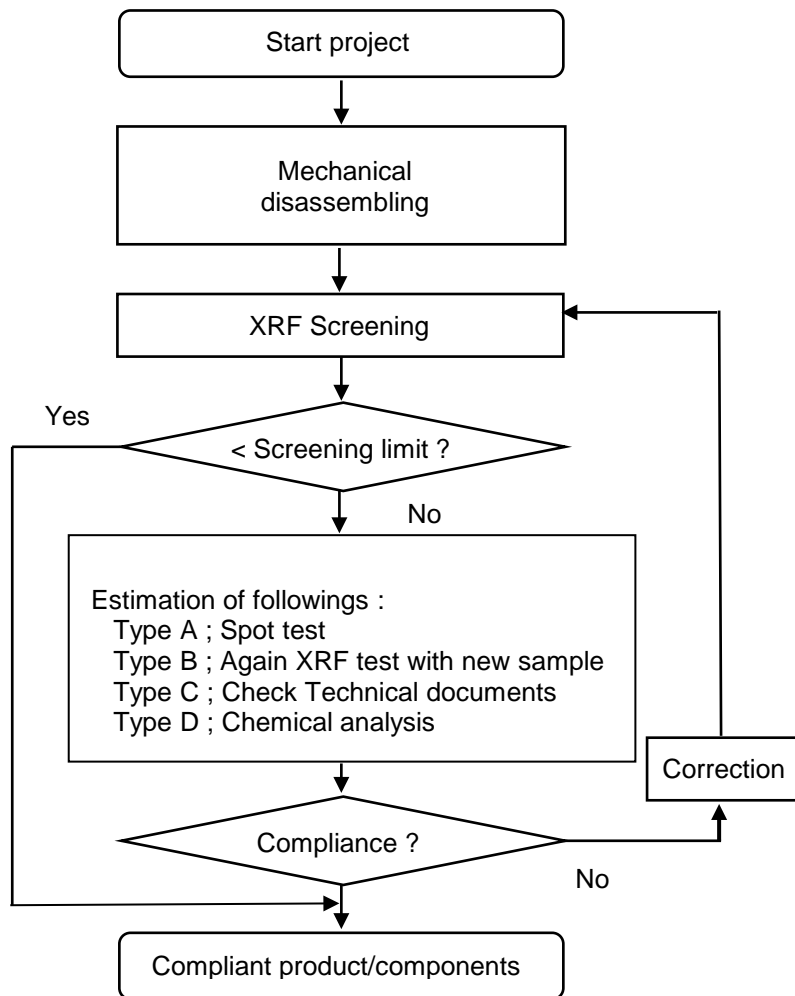 Start project
Mechanical
disassembling
XRF Screening
Yes
< Screening limit ?
No
Estimation of followings :
Type A ; Spot test
Type B ; Again XRF test with new sample
Type C ; Check Technical documents
Type D ; Chemical analysis
Correction
Compliance ?
No
Compliant product/components